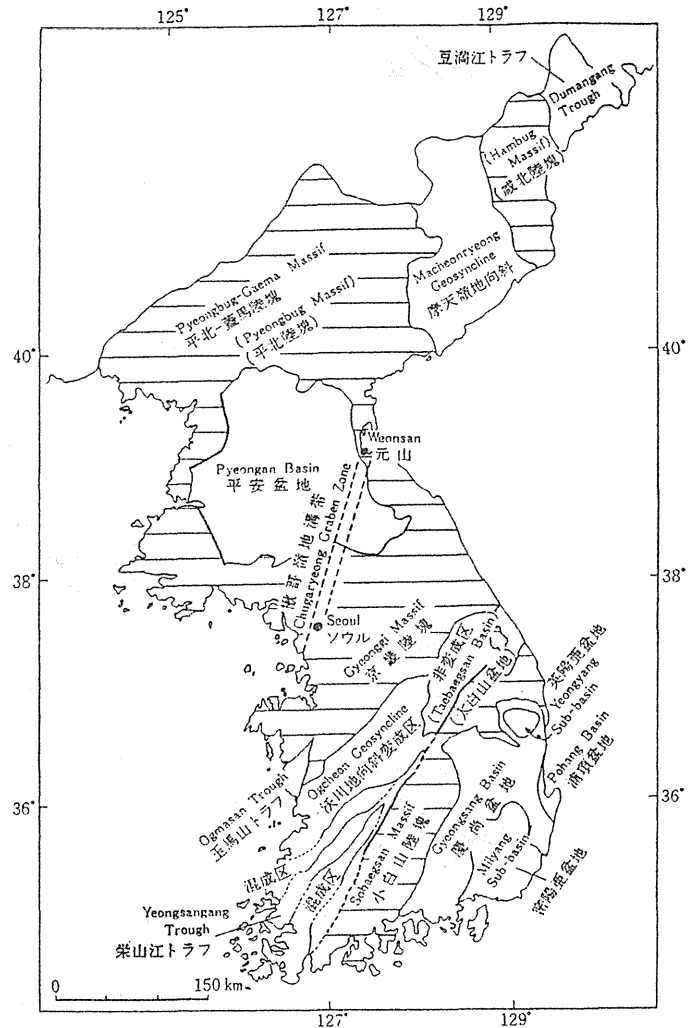 125°
127°
129°
豆満江トラフ
Dumangang
Trough
(Hambug
Massif)
(咸北陸塊)
Macheonryeong
Geosyncline
摩天嶺地向斜
Pyeongbug-Gaema Massif
平北-蓋馬陸塊
(Pyeongbug Massif)
(平北陸塊)
40°
40°
Weonsan
元山
Pyeongan Basin
平安盆地
Chugaryeong Graben Zone
38°
38°
Seoul
ソウル
Gyeonggi Massif
京畿陸塊
非変成区
(Taebaegsan Basin)
(太白山盆地)
英陽亜盆地
Yeongyang
Sub-basin
Pohang Basin
浦項盆地
Ogcheon Geosyncline
沃川地向斜変成区
Ogmasan Trough
玉馬山トラフ
36°
36°
Gyeongsang Basin
慶尚盆地
Milyang
Sub-basin
密陽亜盆地
Sobaegsan Massif
小白山陸塊
混成区
混成区
Yeongsangang
Trough
栄山江トラフ
0
150 km
127°
129°